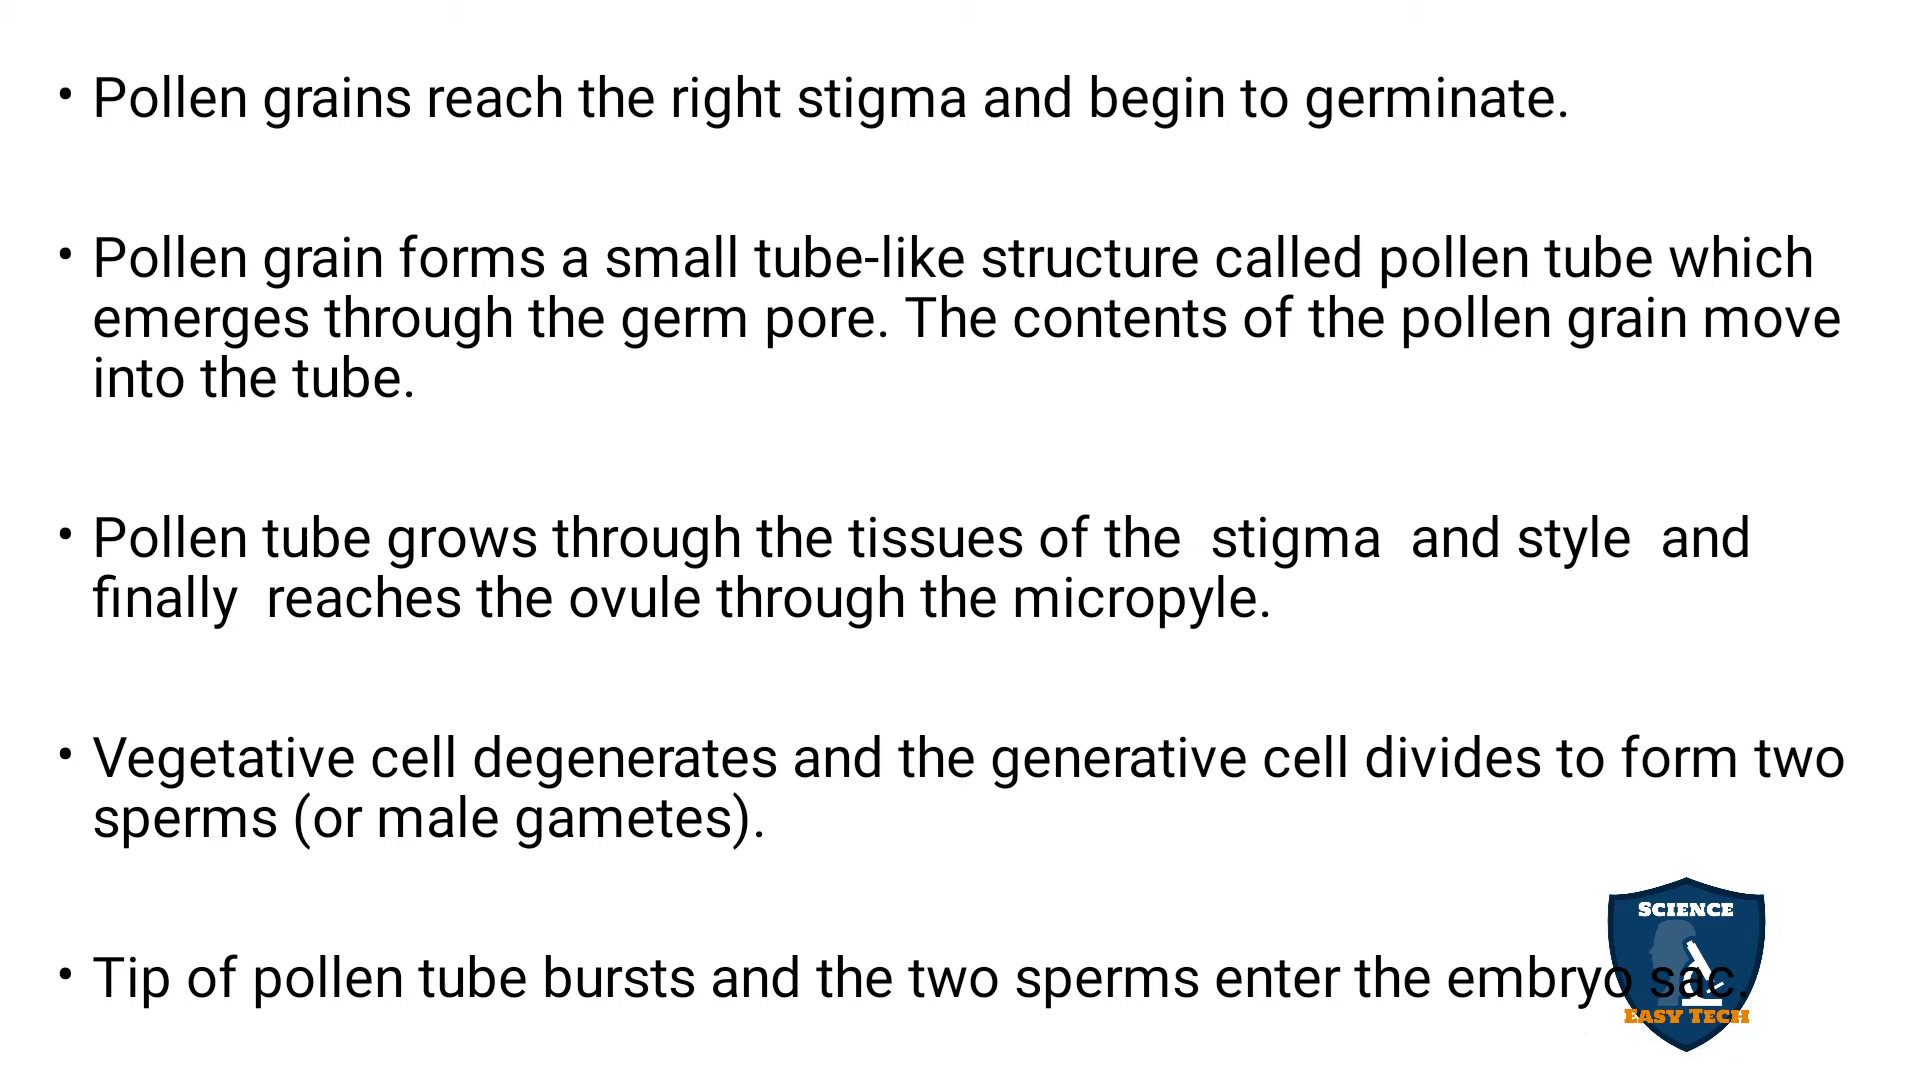 • Pollen grains reach the right stigma and begin to germinate.
• Pollen grain forms a small tube-like structure called pollen tube which
emerges through the germ pore. The contents of the pollen grain move
into the tube.
• Pollen tube grows through the tissues of the  stigma  and style  and
finally  reaches the ovule through the micropyle.
• Vegetative cell degenerates and the generative cell divides to form two
sperms (or male gametes).
• Tip of pollen tube bursts and the two sperms enter the embryo sac.
SCIENCE
EASY TECH